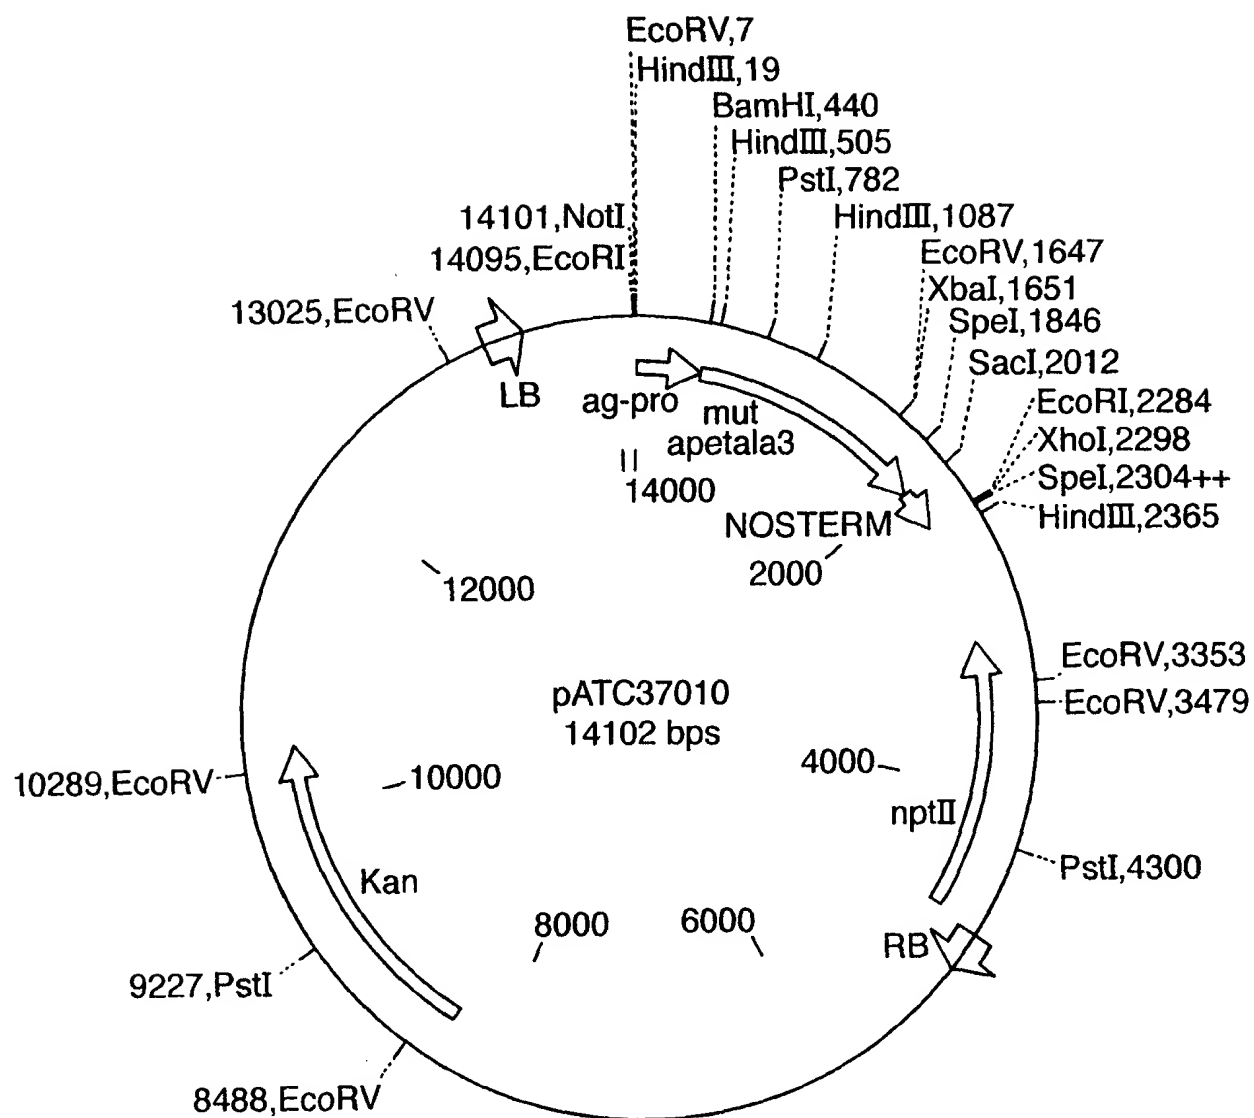 EcoRV,7
HindIII,19
BamHI,440
HindIII,505
PstI,782
14101,NotI
HindIII,1087
14095,EcoRI
EcoRV,1647
XbaI,1651
13025,EcoRV
SpeI,1846
SacI,2012
LB
ag-pro
mut
apetala3
EcoRI,2284
XhoI,2298
SpeI,2304++
HindIII,2365
14000
NOSTERM
2000
12000
EcoRV,3353
EcoRV,3479
pATC37010
14102 bps
10289,EcoRV
10000
4000
nptII
PstI,4300
Kan
8000
6000
RB
9227,PstI
8488,EcoRV